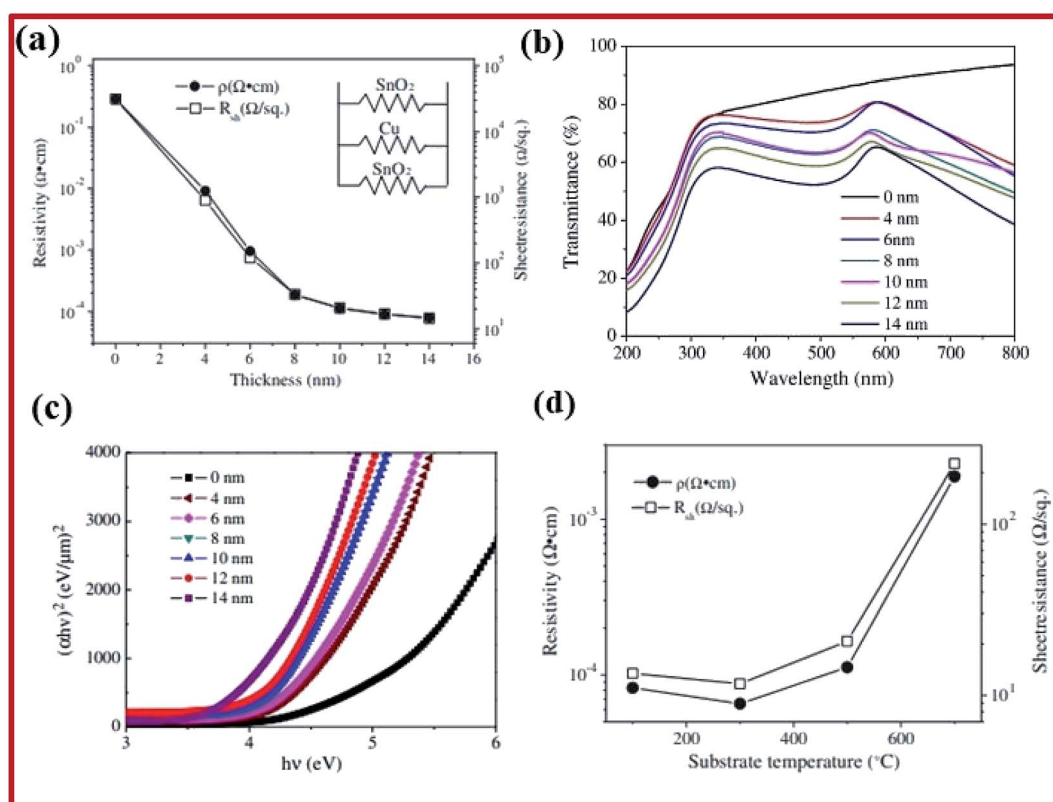 (a)
10⁰
10⁻¹
10⁻²
10⁻³
10⁻⁴
Resistivity (Ω•cm)
ρ(Ω•cm)
Rsh(Ω/sq.)
SnO₂
Cu
SnO₂
10⁵
10⁴
10³
10²
10¹
Sheetresistance (Ω/sq.)
0 2 4 6 8 10 12 14 16
Thickness (nm)
(b)
100
80
60
40
20
0
Transmittance (%)
0 nm
4 nm
6nm
8 nm
10 nm
12 nm
14 nm
200 300 400 500 600 700 800
Wavelength (nm)
(c)
4000
3000
2000
1000
0
(αhν)² (eV/μm)²
0 nm
4 nm
6 nm
8 nm
10 nm
12 nm
14 nm
3 4 5 6
hν (eV)
(d)
10⁻³
10⁻⁴
Resistivity (Ω•cm)
ρ(Ω•cm)
Rsh(Ω/sq.)
10²
10¹
Sheetresistance (Ω/sq.)
200 400 600
Substrate temperature (°C)